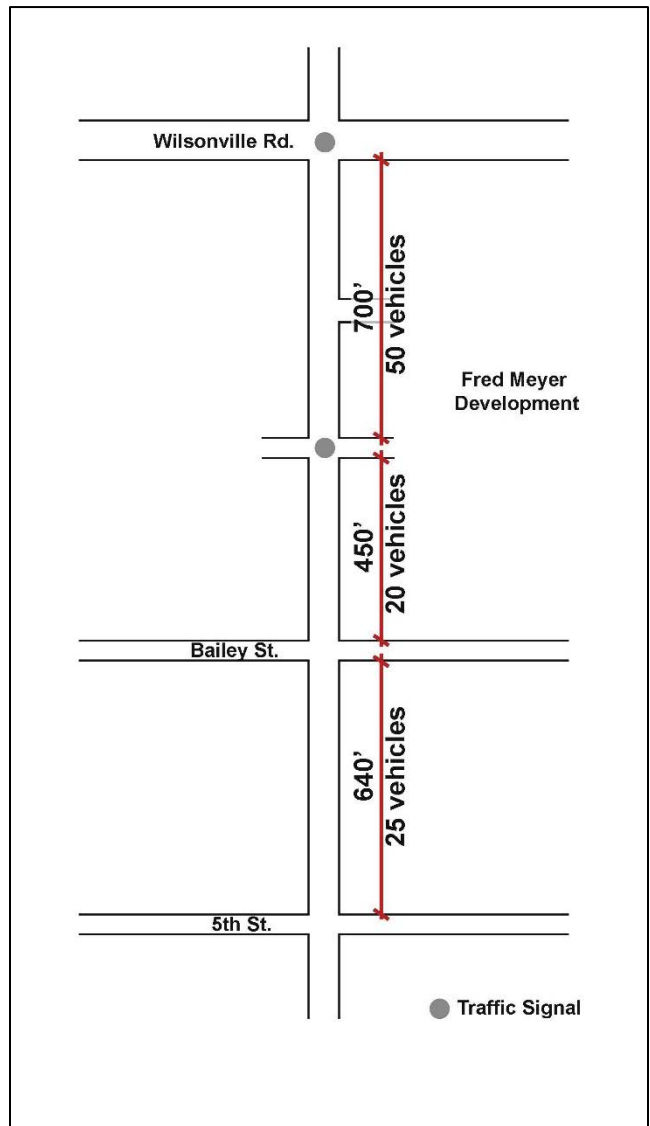 Wilsonville Rd.
700’
50 vehicles
Fred Meyer
Development
450’
20 vehicles
Bailey St.
640’
25 vehicles
5th St.
Traffic Signal